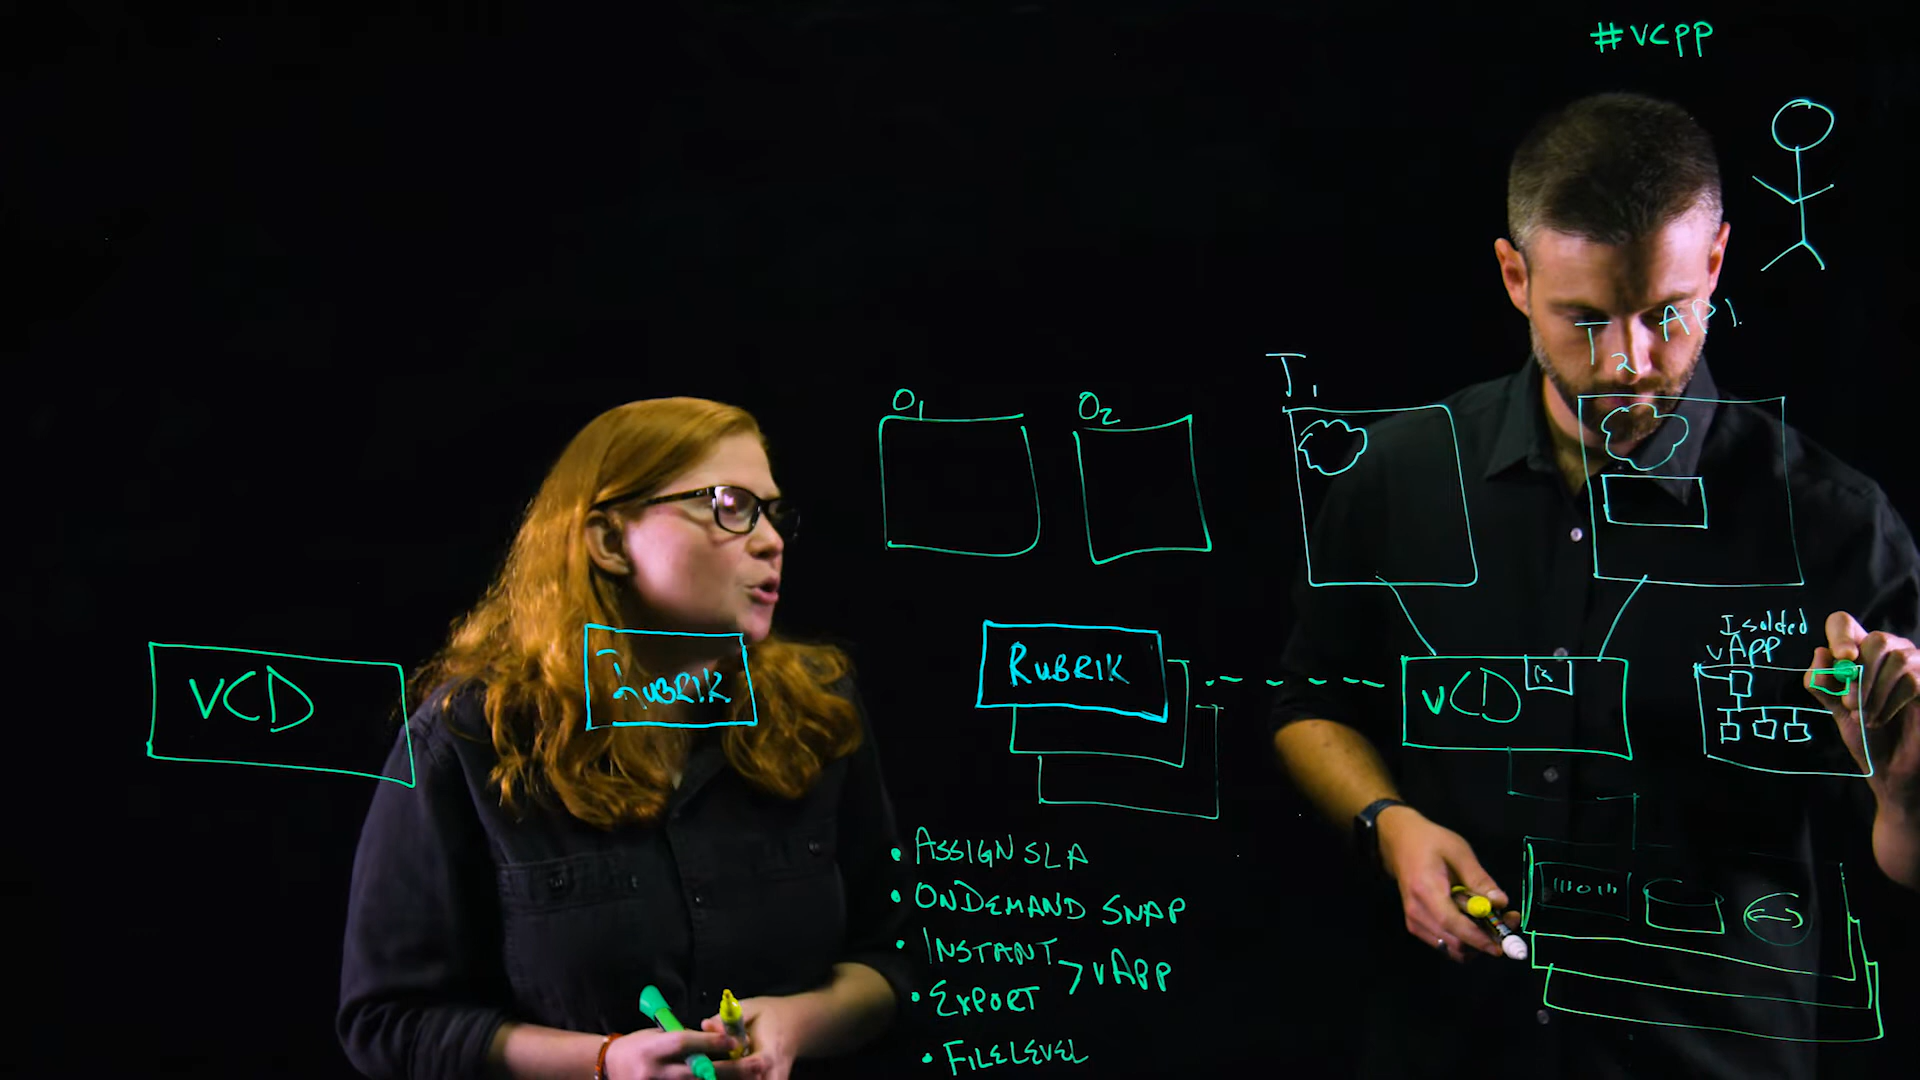 #VCPP
API.
T2
T1
O1
O2
Isolated
vApp
VCD
RUBRIK
RUBRIK
VCD
R
• ASSIGN SLA
• ONDEMAND SNAP
• INSTANT
> VAPP
• EXPORT
• FILELEVEL